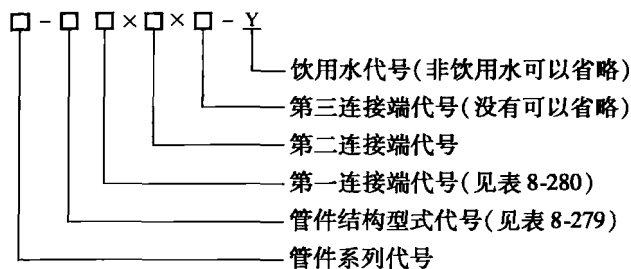 □-□ □×□×□-Y
饮用水代号(非饮用水可以省略)
第三连接端代号(没有可以省略)
第二连接端代号
第一连接端代号(见表 8-280)
管件结构型式代号(见表 8-279)
管件系列代号